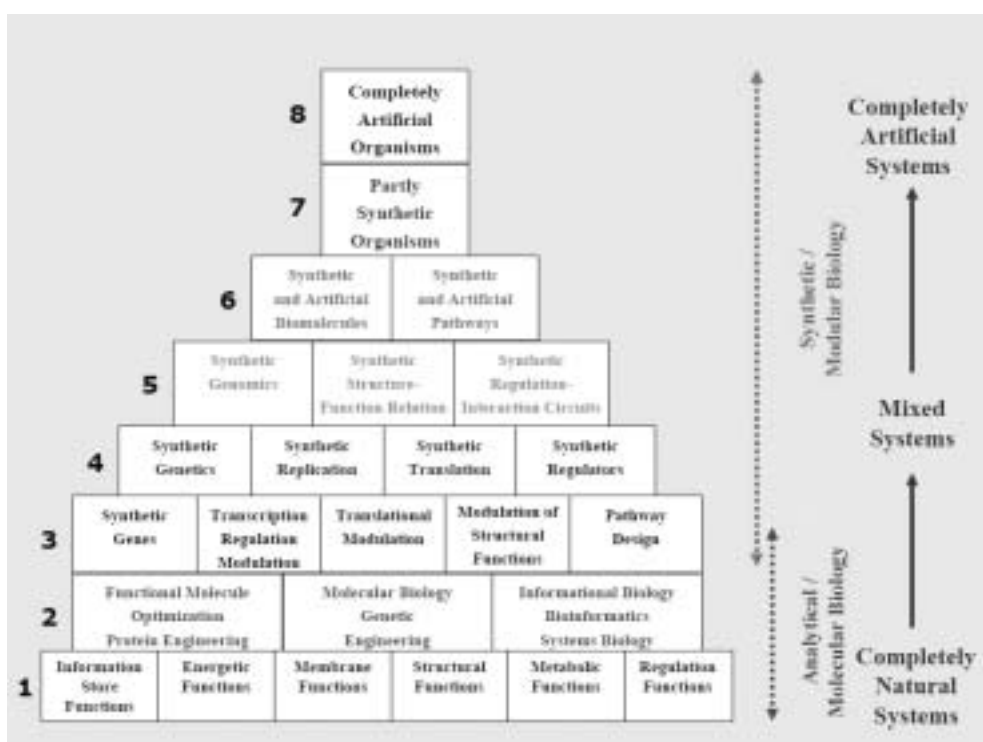 8
Completely
Artificial
Organisms
7
Partly
Synthetic
Organisms
6
Synthetic
and Artificial
Biomolecules
Synthetic
and Artificial
Pathways
5
Synthetic
Genomics
Synthetic
Structure-
Function Relation
Synthetic
Regulation-
Interaction Circuits
4
Synthetic
Genetics
Synthetic
Replication
Synthetic
Translation
Synthetic
Regulators
3
Synthetic
Genes
Transcription
Regulation
Modulation
Translational
Modulation
Modulation of
Structural
Functions
Pathway
Design
2
Functional Molecule
Optimization
Protein Engineering
Molecular Biology
Genetic
Engineering
Informational Biology
Bioinformatics
Systems Biology
1
Information
Store
Functions
Energetic
Functions
Membrane
Functions
Structural
Functions
Metabolic
Functions
Regulation
Functions
Synthetic /
Modular Biology
Analytical /
Molecular Biology
Completely
Artificial
Systems
Mixed
Systems
Completely
Natural
Systems